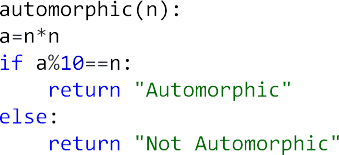 automorphic(n):
a=n*n
if a%10==n:
    return "Automorphic"
else:
    return "Not Automorphic"